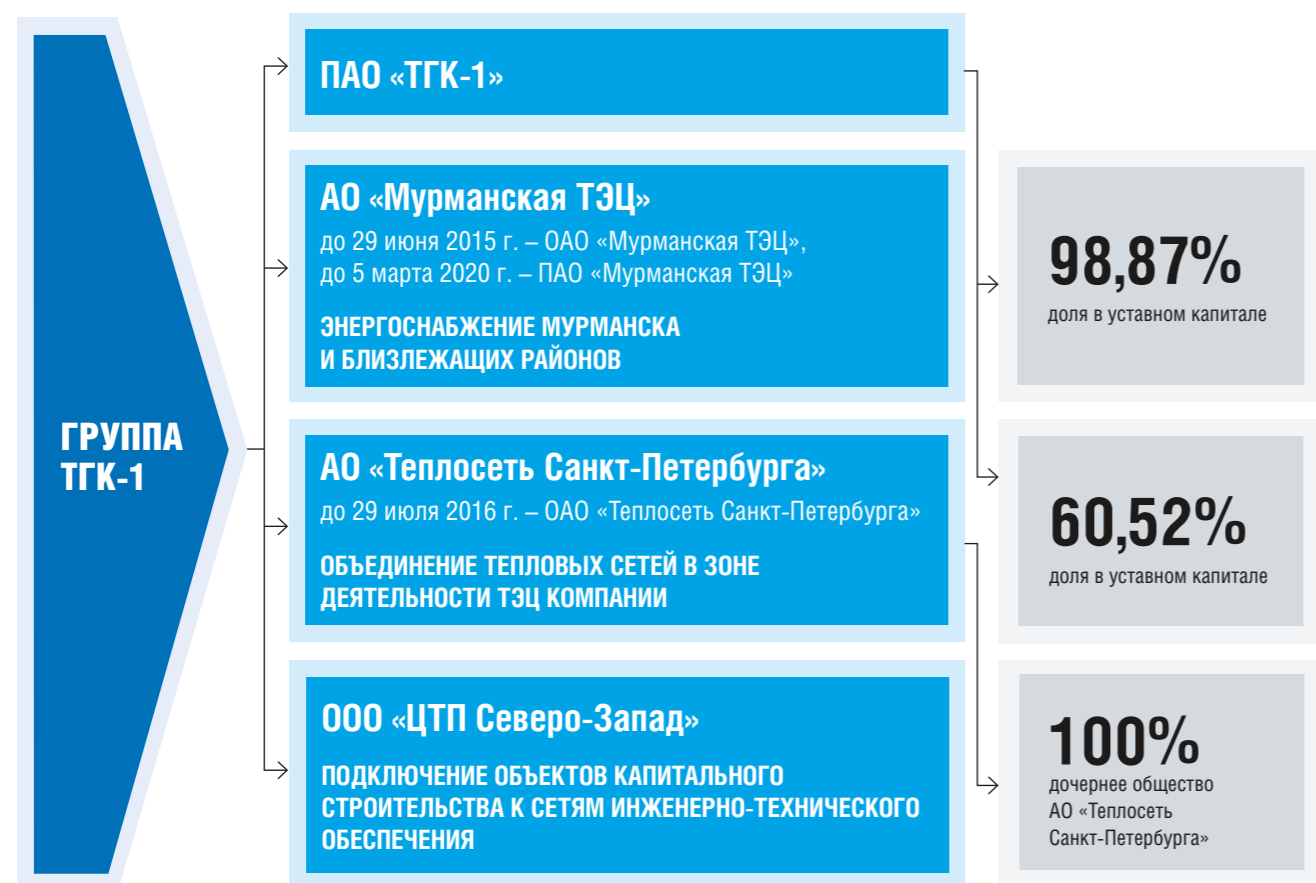 ГРУППА
ТГК-1
ПАО «ТГК-1»
АО «Мурманская ТЭЦ»
до 29 июня 2015 г. – ОАО «Мурманская ТЭЦ»,
до 5 марта 2020 г. – ПАО «Мурманская ТЭЦ»
ЭНЕРГОСНАБЖЕНИЕ МУРМАНСКА
И БЛИЗЛЕЖАЩИХ РАЙОНОВ
98,87%
доля в уставном капитале
АО «Теплосеть Санкт-Петербурга»
до 29 июля 2016 г. – ОАО «Теплосеть Санкт-Петербурга»
ОБЪЕДИНЕНИЕ ТЕПЛОВЫХ СЕТЕЙ В ЗОНЕ
ДЕЯТЕЛЬНОСТИ ТЭЦ КОМПАНИИ
60,52%
доля в уставном капитале
ООО «ЦТП Северо-Запад»
ПОДКЛЮЧЕНИЕ ОБЪЕКТОВ КАПИТАЛЬНОГО
СТРОИТЕЛЬСТВА К СЕТЯМ ИНЖЕНЕРНО-ТЕХНИЧЕСКОГО
ОБЕСПЕЧЕНИЯ
100%
дочернее общество
АО «Теплосеть
Санкт-Петербурга»